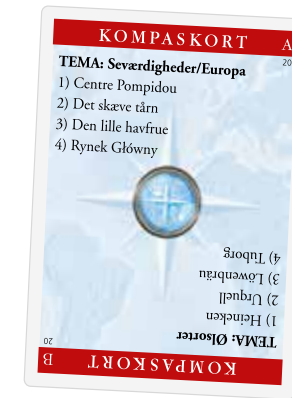 KOMPASKORT A
20
TEMA: Seværdigheder/Europa
1) Centre Pompidou
2) Det skæve tårn
3) Den lille havfrue
4) Rynek Główny
KOMPASKORT B
20
TEMA: Ølsorter
1) Heineken
2) Urquell
3) Löwenbräu
4) Tuborg